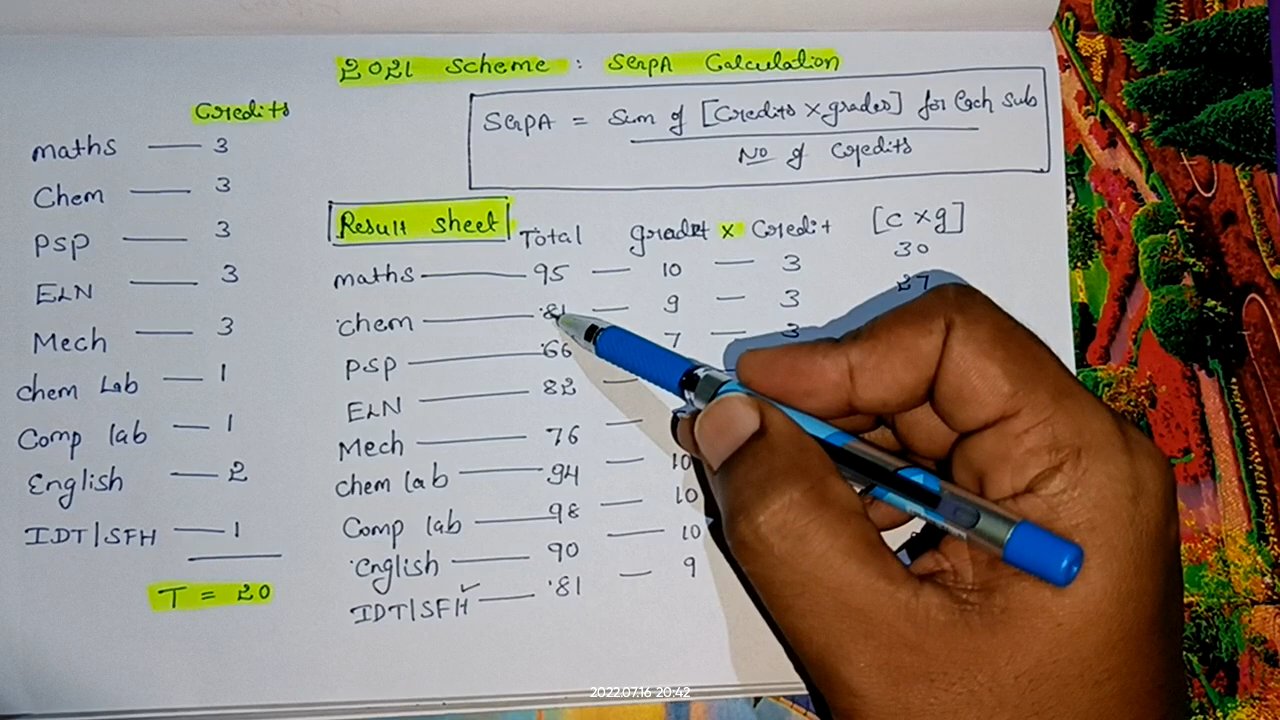 2021 Scheme : SGPA Calculation
Credits
SGPA = Sum of [Credits x grades] for Each Sub
No of Credits
maths — 3
Chem — 3
PSP — 3
ELN — 3
Mech — 3
chem Lab — 1
Comp lab — 1
English — 2
IDT/SFH — 1
T = 20
Result sheet Total grade x Credit [c x g]
maths — 95 — 10 — 3 30
chem — 81 — 9 — 3 27
PSP — 66 7 — 3
ELN — 82 —
Mech — 76 —
chem lab — 94 — 10
Comp lab — 98 — 10
English — 90 — 10
IDT/SFH — 81 — 9
2022.07.16 20:42